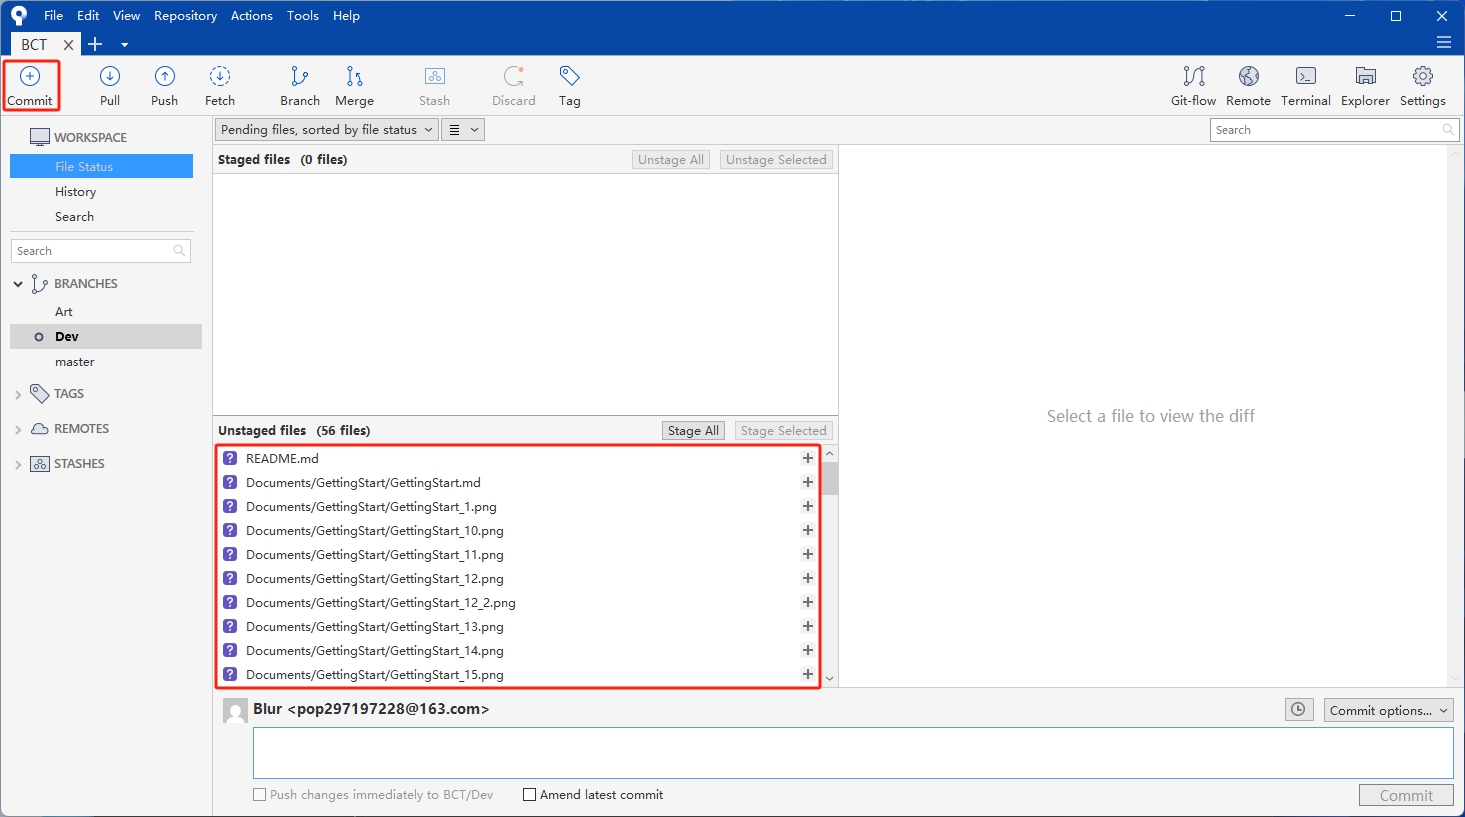 File Edit View Repository Actions Tools Help
BCT
Commit Pull Push Fetch Branch Merge Stash Discard Tag Git-flow Remote Terminal Explorer Settings
WORKSPACE
File Status
History
Search
Search
BRANCHES
Art
Dev
master
TAGS
REMOTES
STASHES
Pending files, sorted by file status
Search
Staged files (0 files) Unstage All Unstage Selected
Unstaged files (56 files) Stage All Stage Selected
README.md
Documents/GettingStart/GettingStart.md
Documents/GettingStart/GettingStart_1.png
Documents/GettingStart/GettingStart_10.png
Documents/GettingStart/GettingStart_11.png
Documents/GettingStart/GettingStart_12.png
Documents/GettingStart/GettingStart_12_2.png
Documents/GettingStart/GettingStart_13.png
Documents/GettingStart/GettingStart_14.png
Documents/GettingStart/GettingStart_15.png
Select a file to view the diff
Blur <pop297197228@163.com>
Commit options...
Push changes immediately to BCT/Dev Amend latest commit
Commit